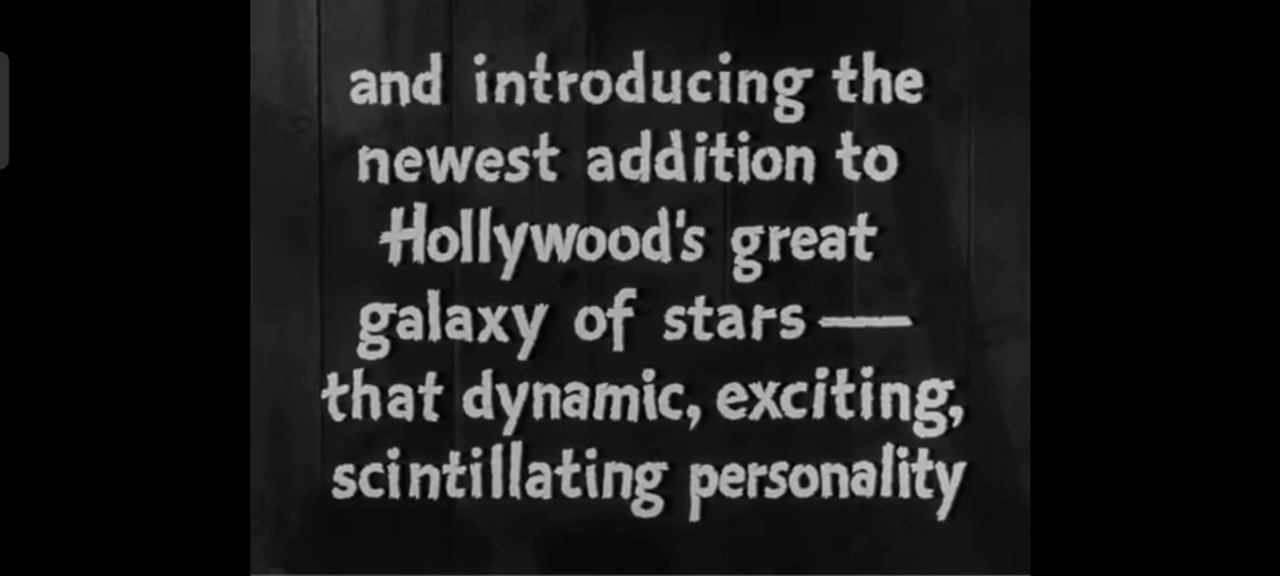 and introducing the
newest addition to
Hollywood's great
galaxy of stars —
that dynamic, exciting,
scintillating personality